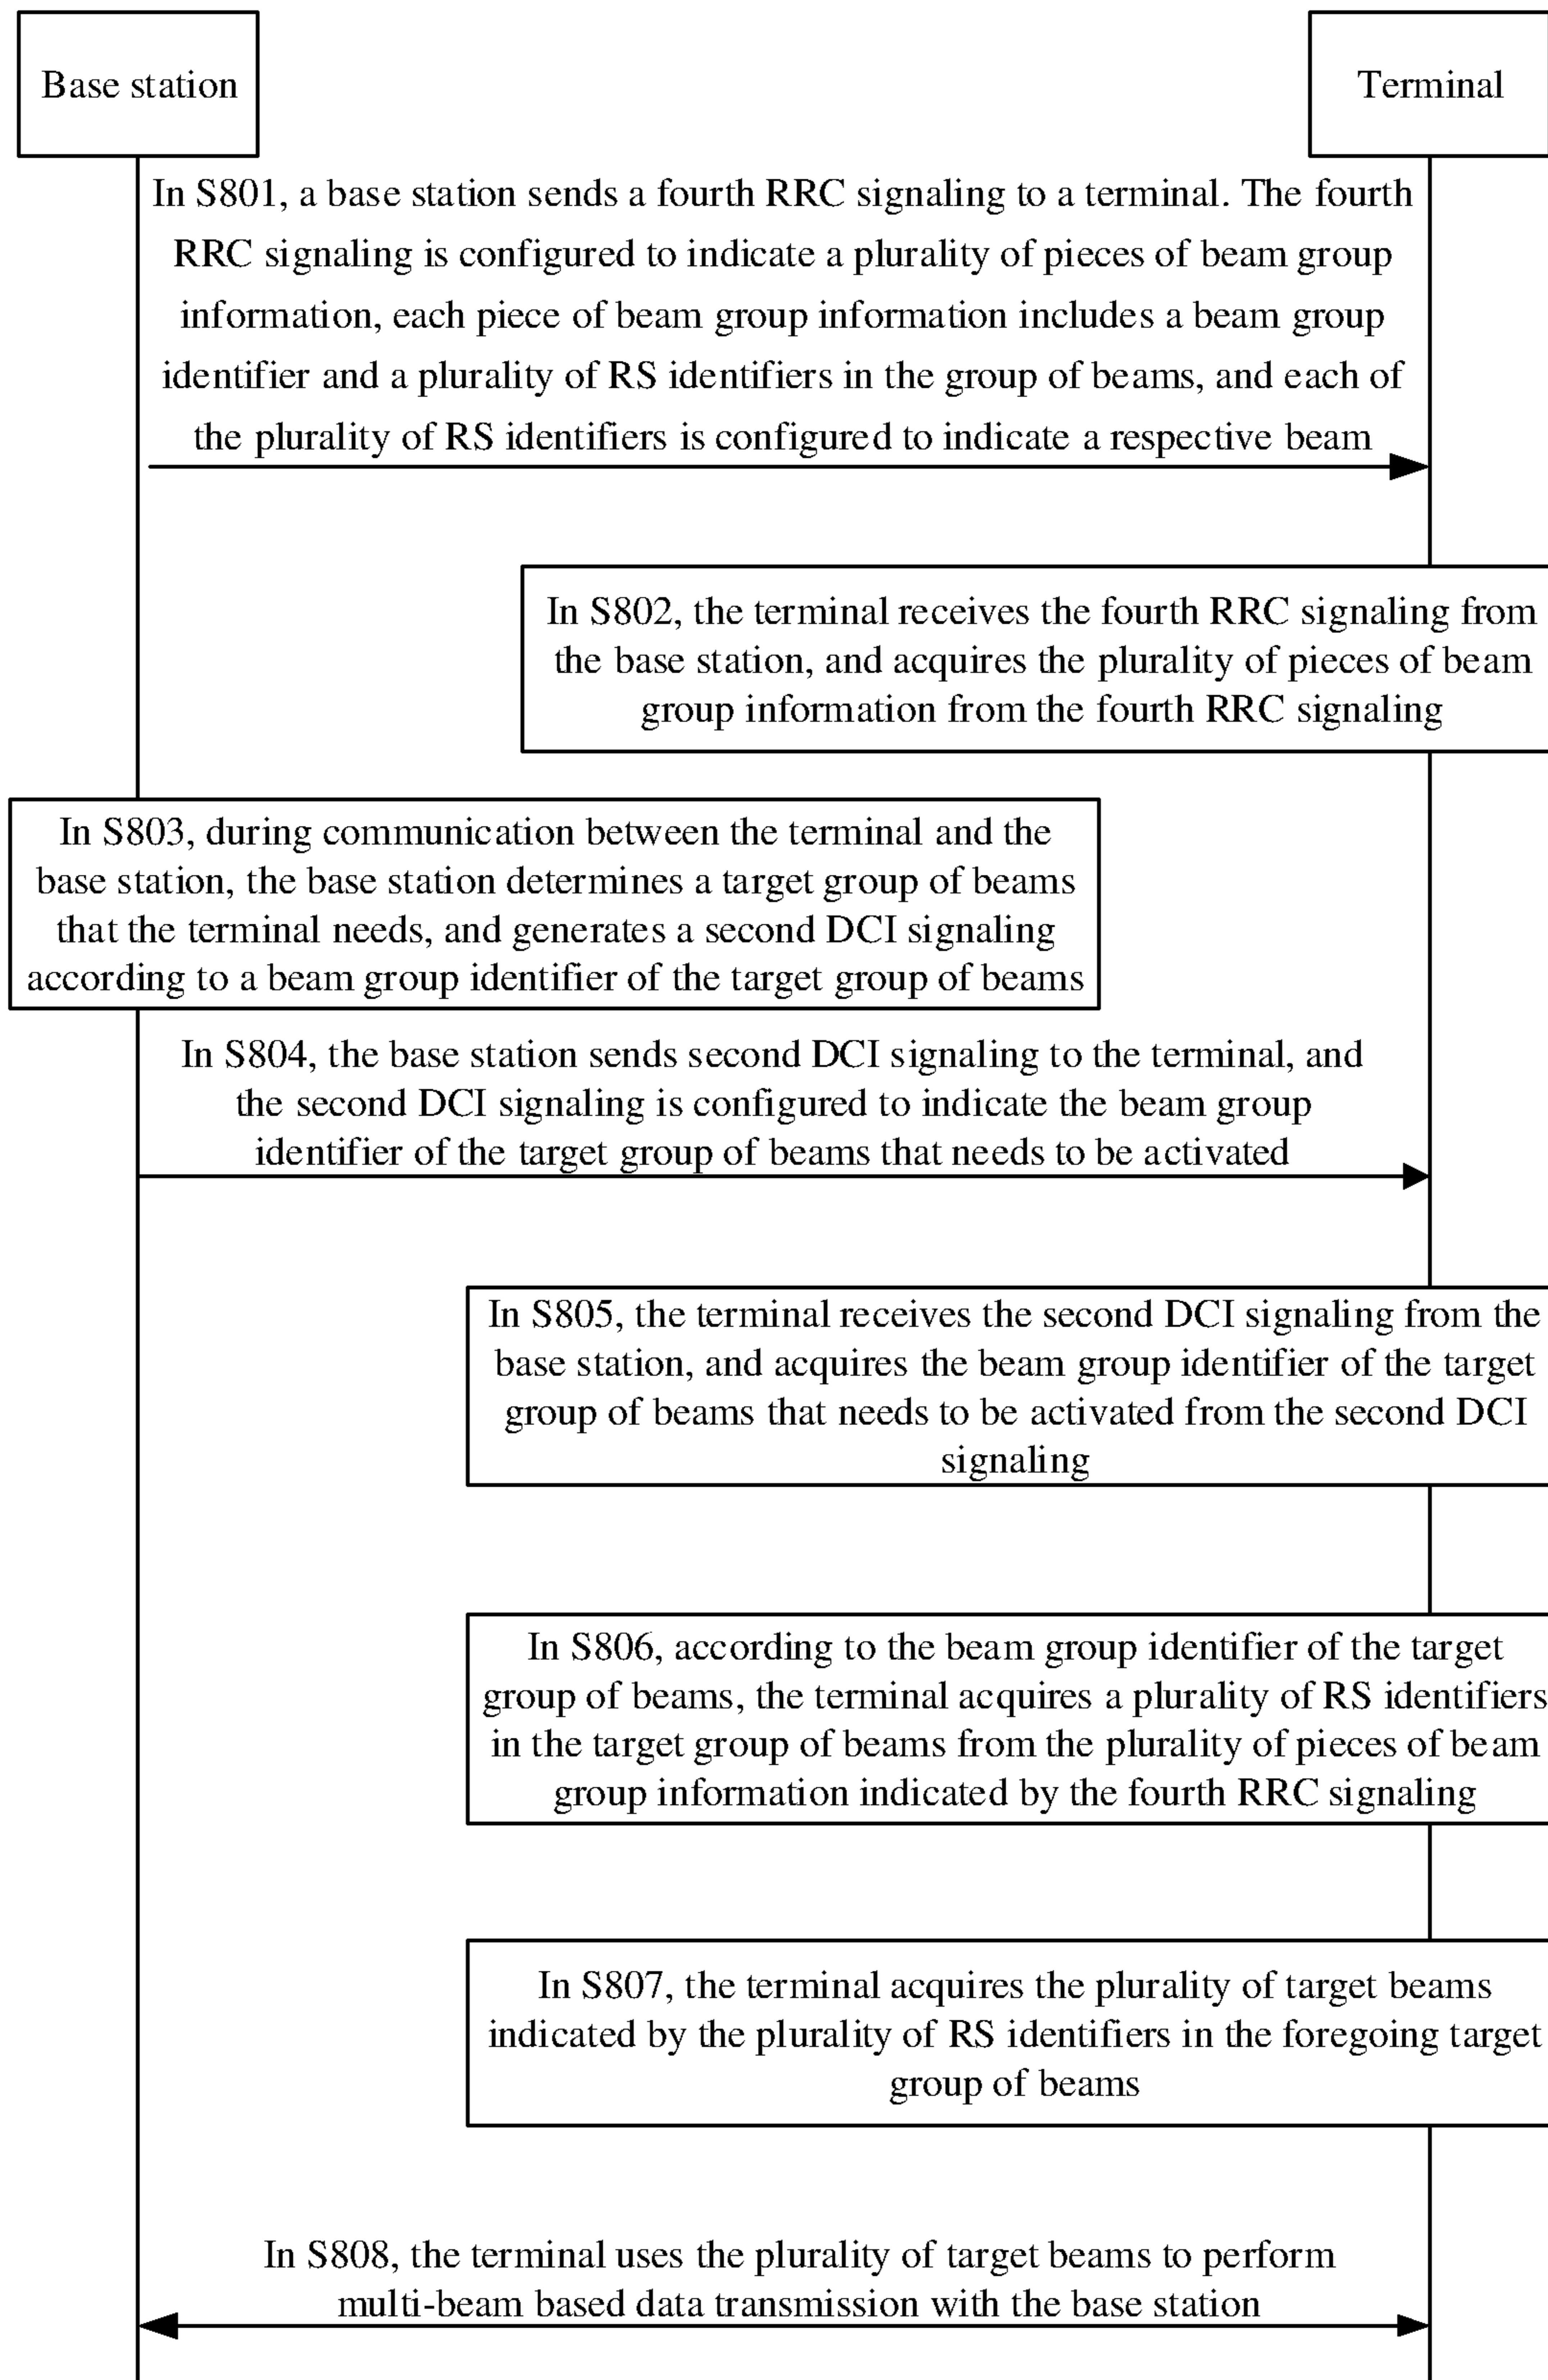 Base station
Terminal
In S801, a base station sends a fourth RRC signaling to a terminal. The fourth
RRC signaling is configured to indicate a plurality of pieces of beam group
information, each piece of beam group information includes a beam group
identifier and a plurality of RS identifiers in the group of beams, and each of
the plurality of RS identifiers is configured to indicate a respective beam
In S802, the terminal receives the fourth RRC signaling from
the base station, and acquires the plurality of pieces of beam
group information from the fourth RRC signaling
In S803, during communication between the terminal and the
base station, the base station determines a target group of beams
that the terminal needs, and generates a second DCI signaling
according to a beam group identifier of the target group of beams
In S804, the base station sends second DCI signaling to the terminal, and
the second DCI signaling is configured to indicate the beam group
identifier of the target group of beams that needs to be activated
In S805, the terminal receives the second DCI signaling from the
base station, and acquires the beam group identifier of the target
group of beams that needs to be activated from the second DCI
signaling
In S806, according to the beam group identifier of the target
group of beams, the terminal acquires a plurality of RS identifiers
in the target group of beams from the plurality of pieces of beam
group information indicated by the fourth RRC signaling
In S807, the terminal acquires the plurality of target beams
indicated by the plurality of RS identifiers in the foregoing target
group of beams
In S808, the terminal uses the plurality of target beams to perform
multi-beam based data transmission with the base station